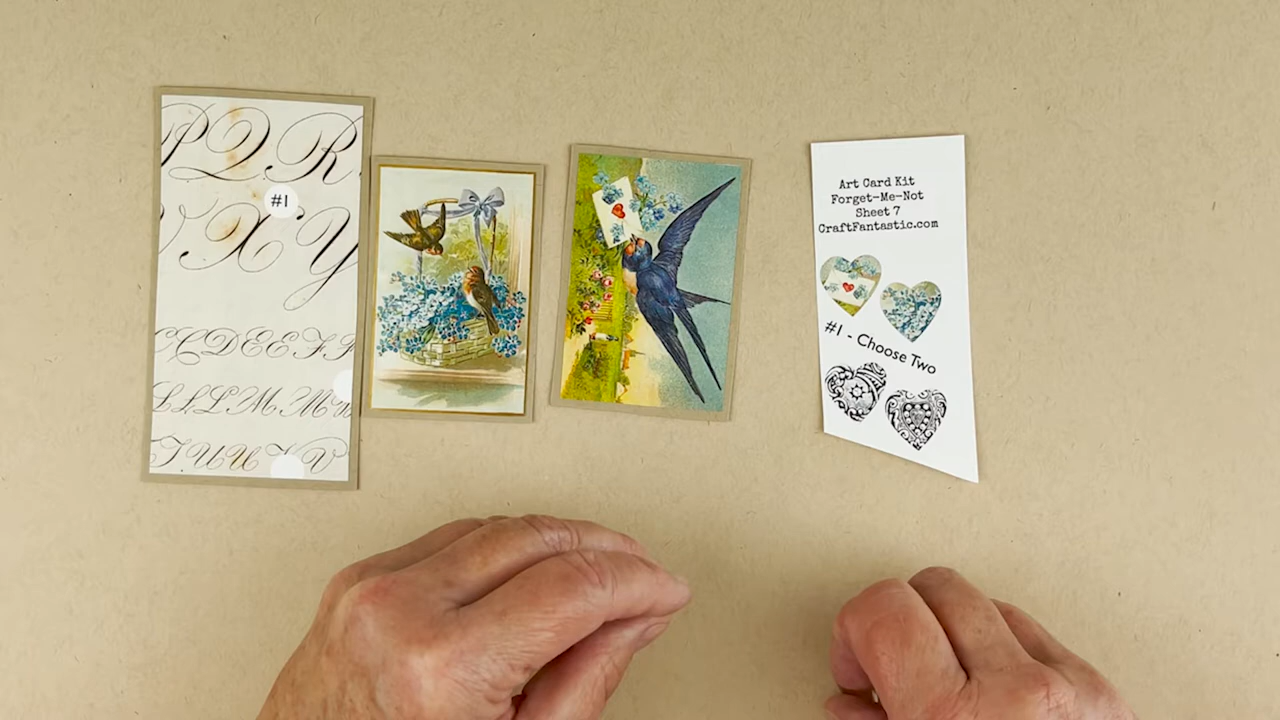 P Q R
#1
X Y
C C D E E F F
L L L M M
T U U V V
Art Card Kit
Forget-Me-Not
Sheet 7
CraftFantastic.com
#1 - Choose Two